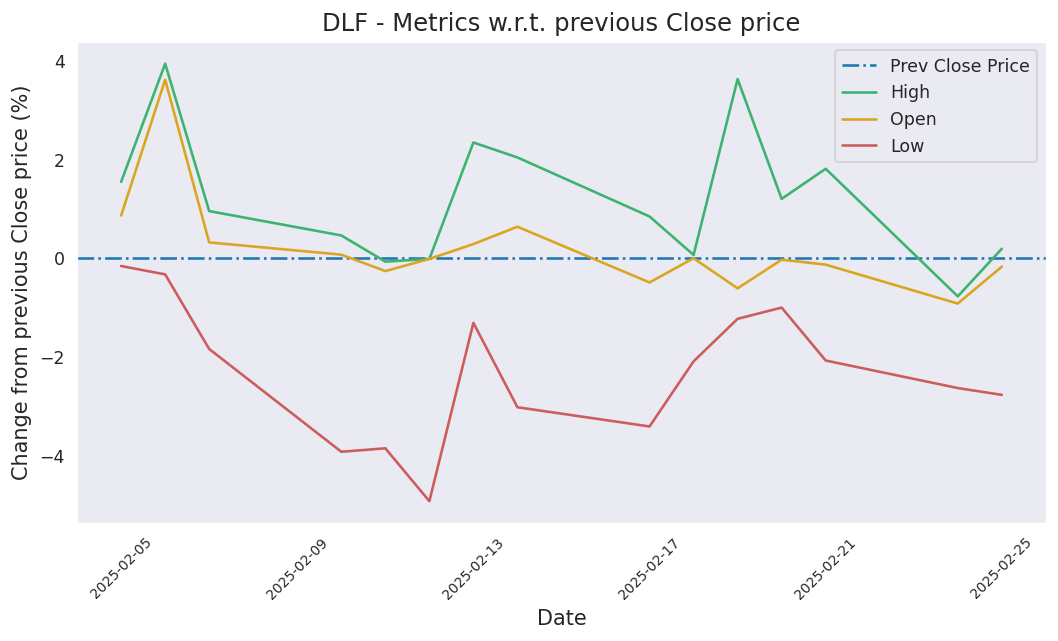 DLF - Metrics w.r.t. previous Close price
Change from previous Close price (%)
4
2
0
−2
−4
Prev Close Price
High
Open
Low
2025-02-05
2025-02-09
2025-02-13
2025-02-17
2025-02-21
2025-02-25
Date